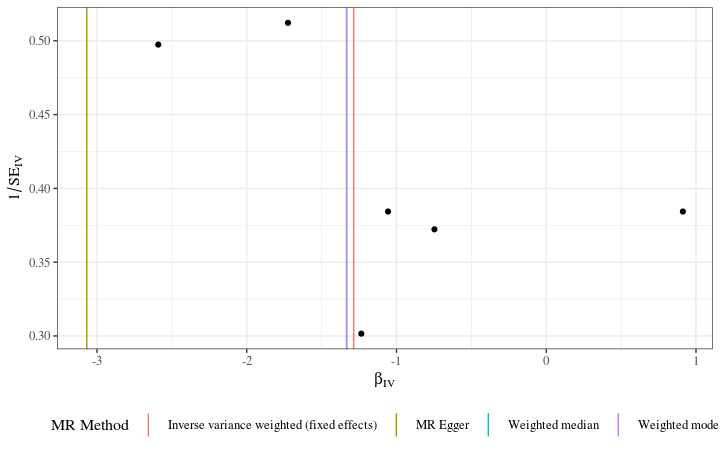 0.50
0.45
0.40
0.35
0.30
1/SE_IV
-3 -2 -1 0 1
β_IV
MR Method Inverse variance weighted (fixed effects) MR Egger Weighted median Weighted mode